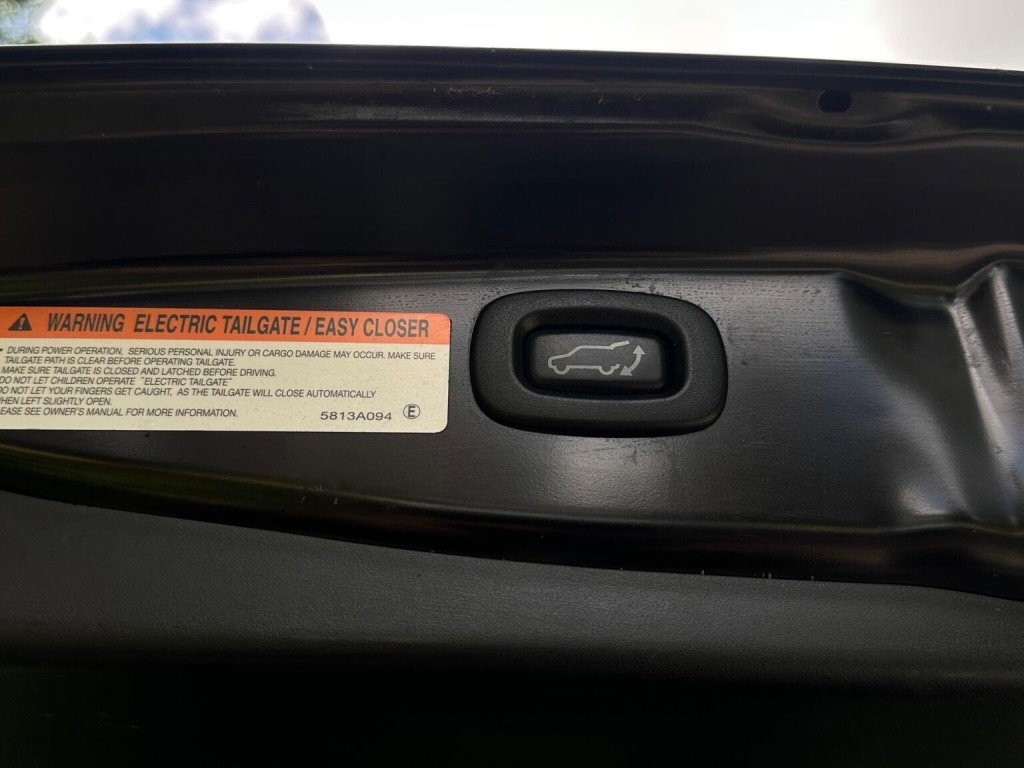 WARNING ELECTRIC TAILGATE / EASY CLOSER
• DURING POWER OPERATION, SERIOUS PERSONAL INJURY OR CARGO DAMAGE MAY OCCUR. MAKE SURE
TAILGATE PATH IS CLEAR BEFORE OPERATING TAILGATE.
MAKE SURE TAILGATE IS CLOSED AND LATCHED BEFORE DRIVING.
DO NOT LET CHILDREN OPERATE "ELECTRIC TAILGATE"
DO NOT LET YOUR FINGERS GET CAUGHT, AS THE TAILGATE WILL CLOSE AUTOMATICALLY
WHEN LEFT SLIGHTLY OPEN.
EASE SEE OWNER'S MANUAL FOR MORE INFORMATION.
5813A094 Ⓔ